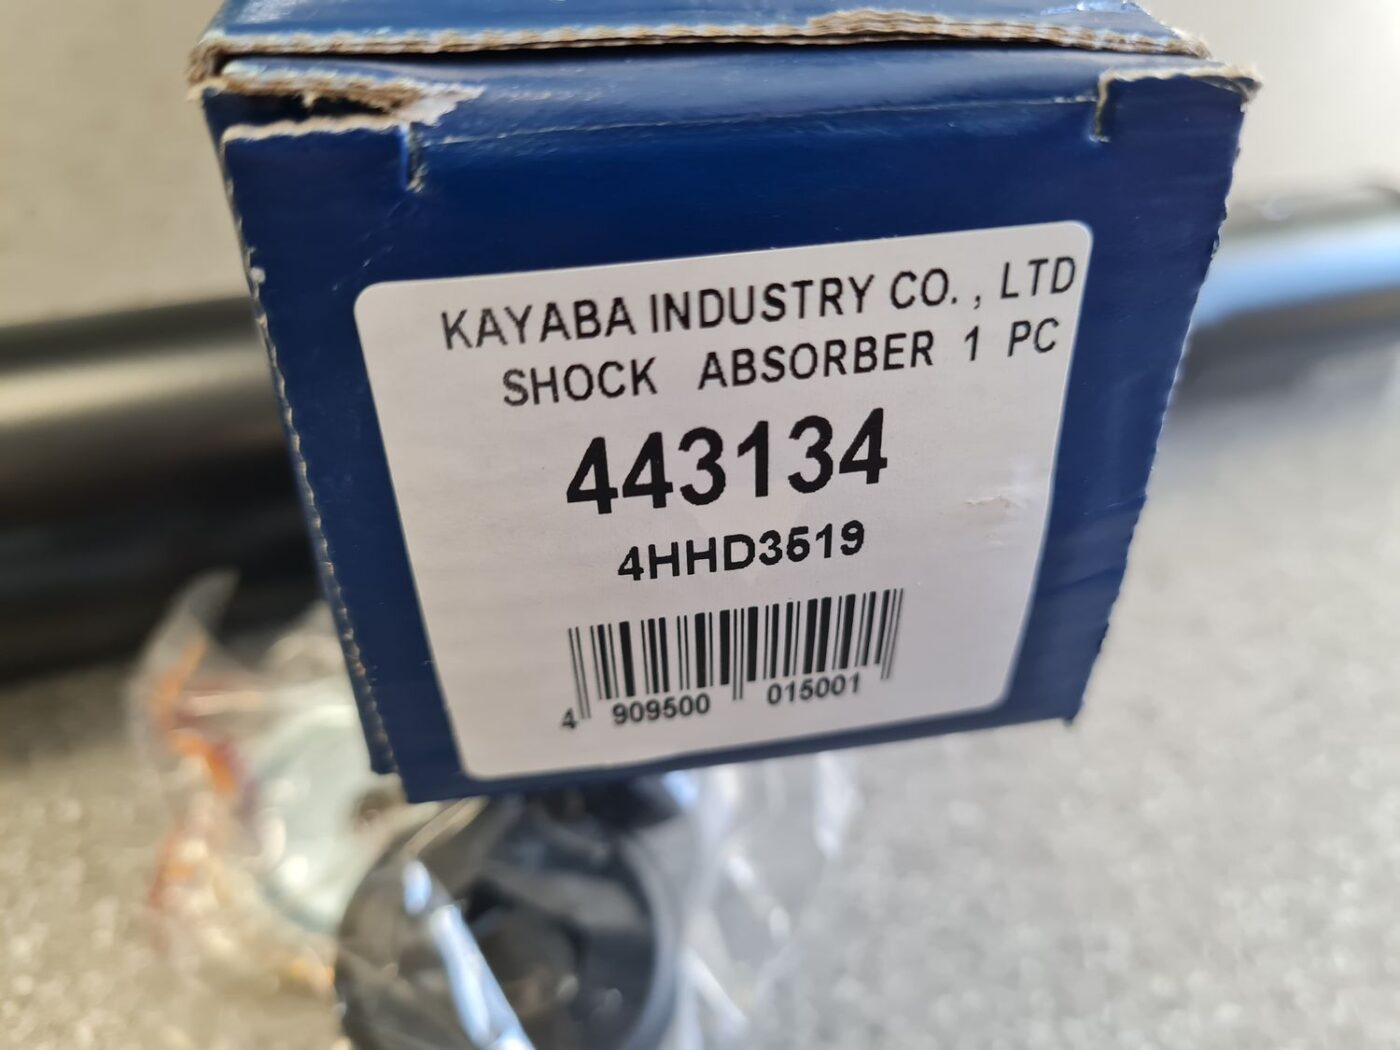 KAYABA INDUSTRY CO. , LTD
SHOCK ABSORBER 1 PC
443134
4HHD3519
4 909500 015001